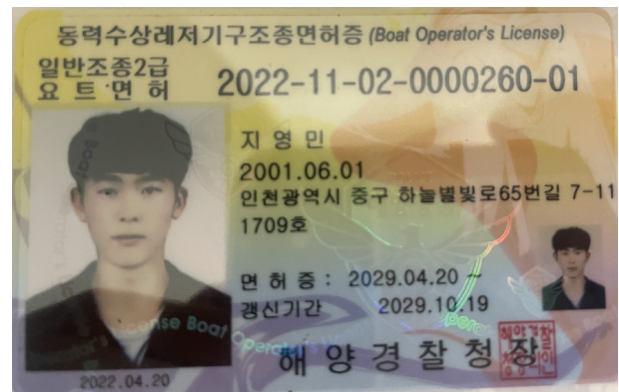 동력수상레저기구조종면허증 (Boat Operator's License)
일반조종2급
요트면허
2022-11-02-0000260-01
지영민
2001.06.01
인천광역시 중구 하늘별빛로65번길 7-11
1709호
면허증 : 2029.04.20 ~
갱신기간 2029.10.19
해양경찰청장
2022.04.20